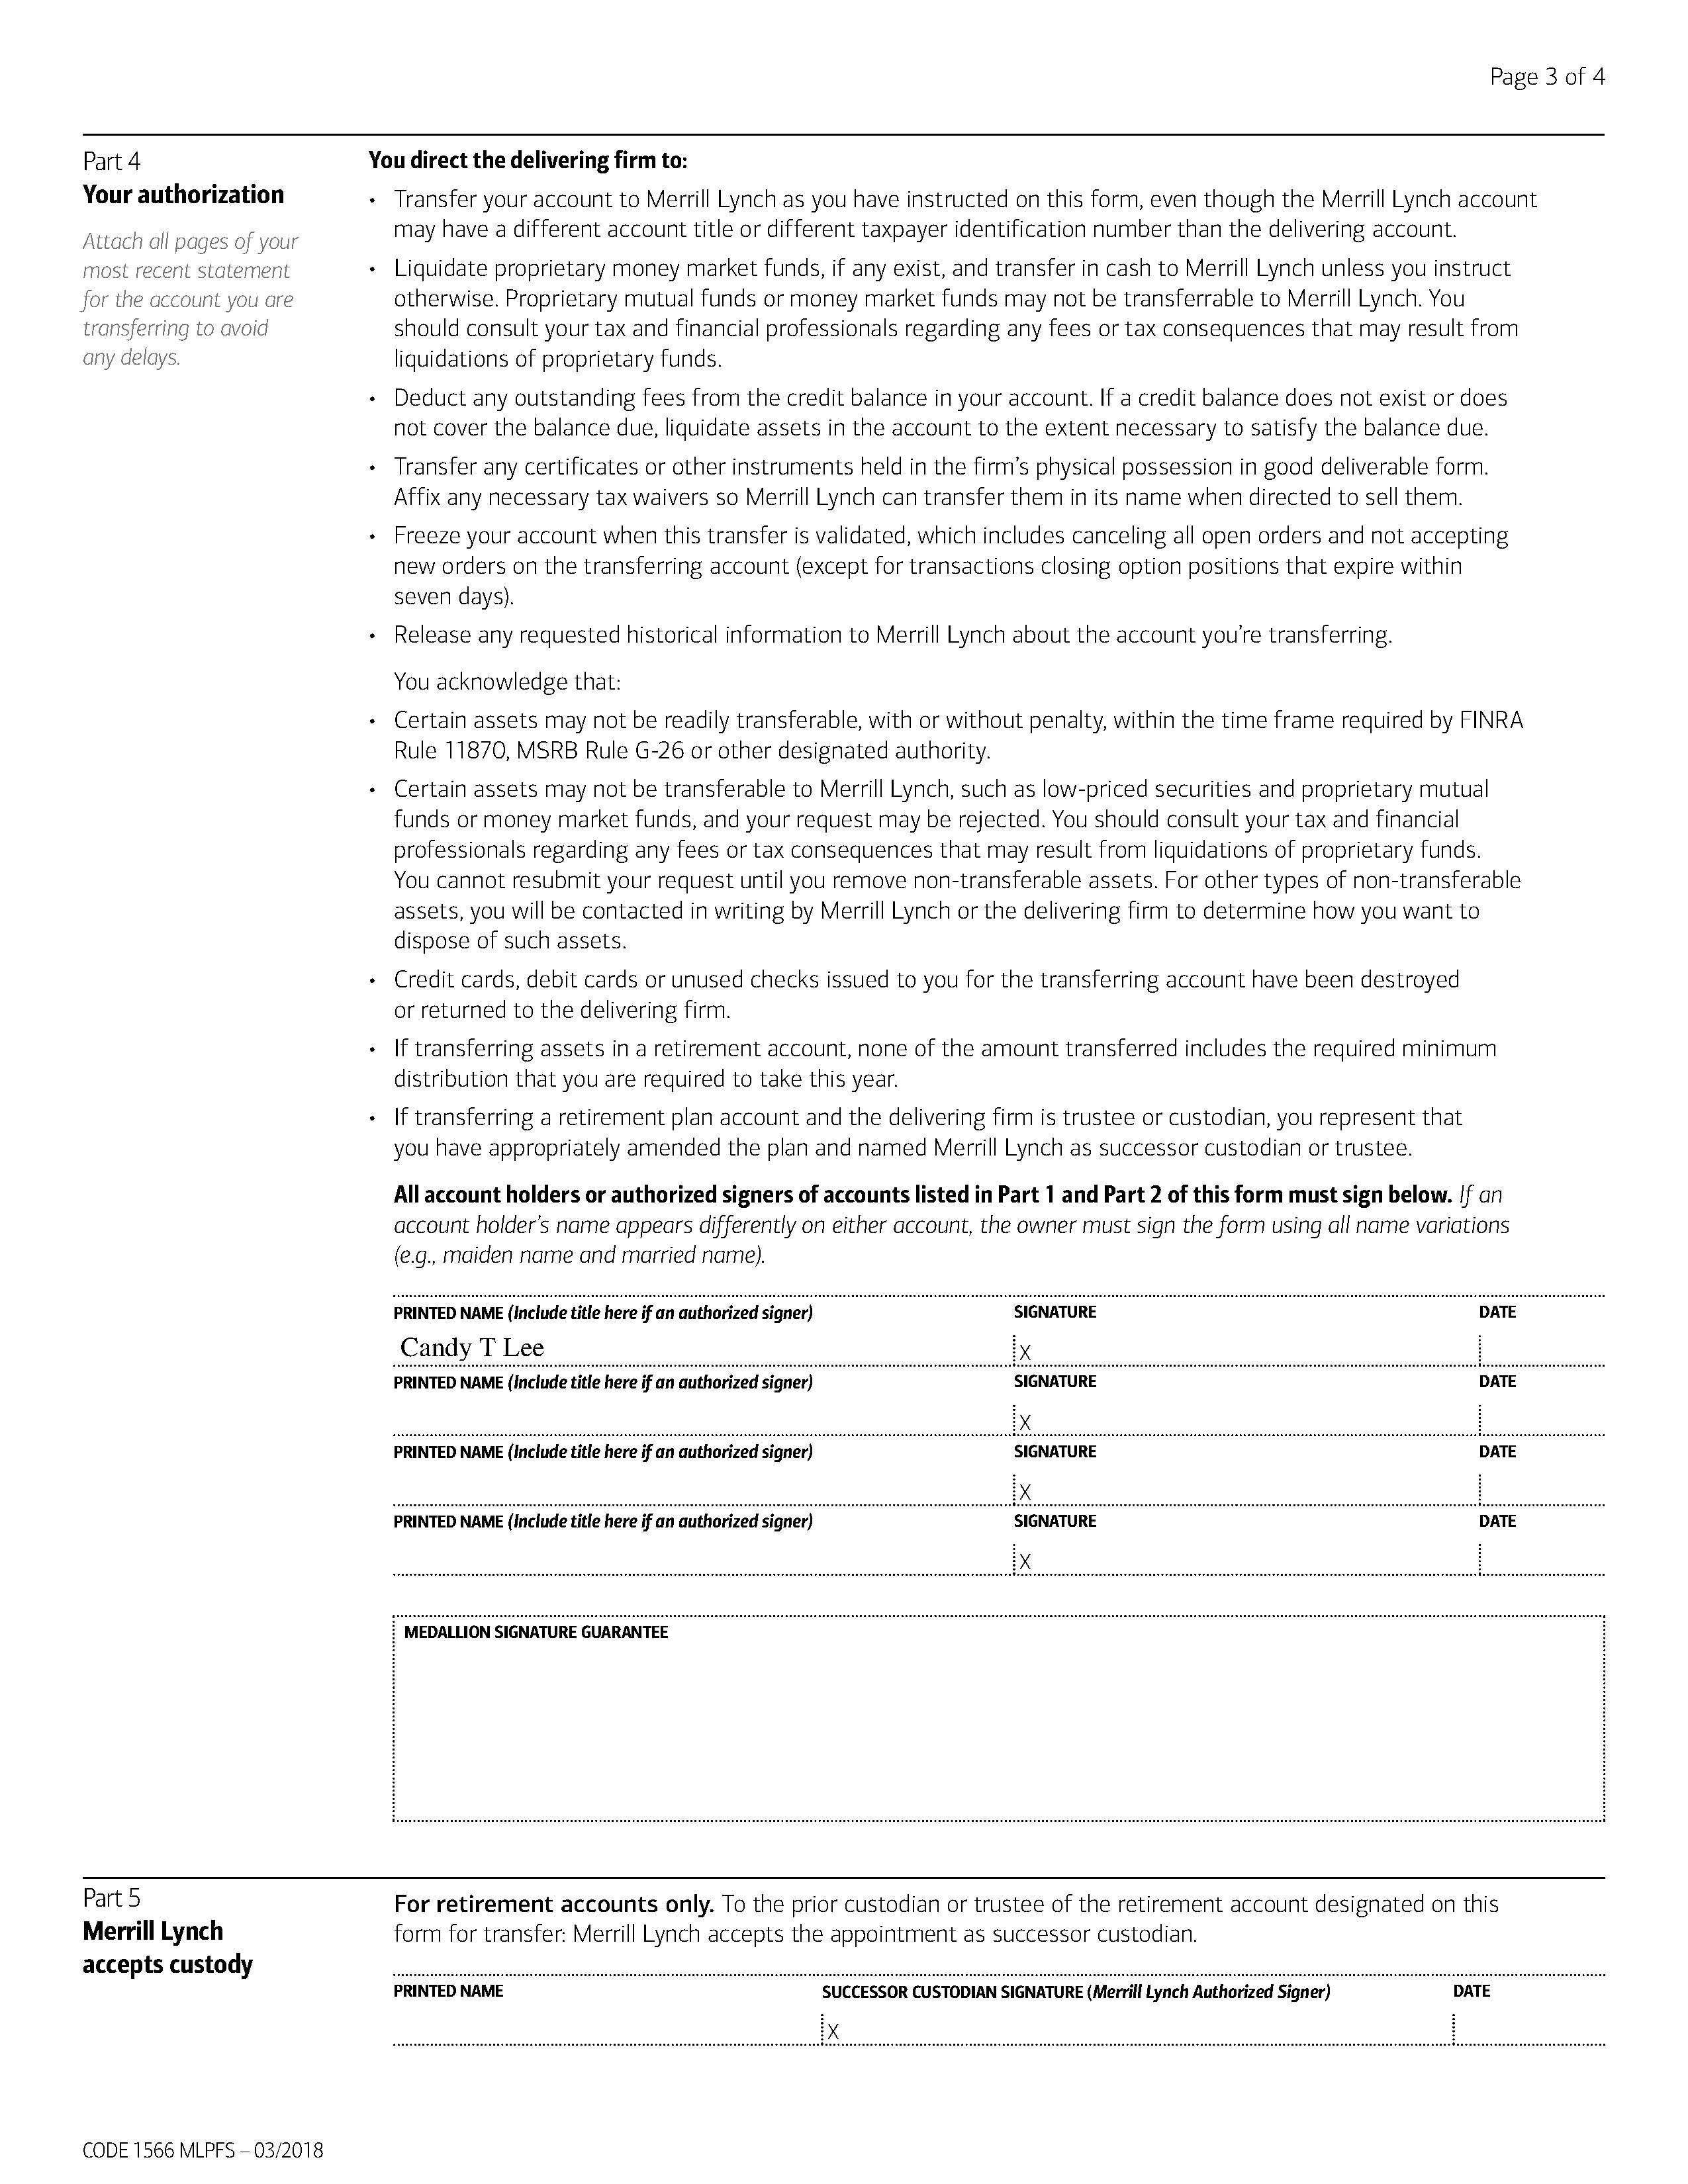 Page 3 of 4
Part 4
Your authorization
Attach all pages of your
most recent statement
for the account you are
transferring to avoid
any delays.
You direct the delivering firm to:
• Transfer your account to Merrill Lynch as you have instructed on this form, even though the Merrill Lynch account
may have a different account title or different taxpayer identification number than the delivering account.
• Liquidate proprietary money market funds, if any exist, and transfer in cash to Merrill Lynch unless you instruct
otherwise. Proprietary mutual funds or money market funds may not be transferrable to Merrill Lynch. You
should consult your tax and financial professionals regarding any fees or tax consequences that may result from
liquidations of proprietary funds.
• Deduct any outstanding fees from the credit balance in your account. If a credit balance does not exist or does
not cover the balance due, liquidate assets in the account to the extent necessary to satisfy the balance due.
• Transfer any certificates or other instruments held in the firm's physical possession in good deliverable form.
Affix any necessary tax waivers so Merrill Lynch can transfer them in its name when directed to sell them.
• Freeze your account when this transfer is validated, which includes canceling all open orders and not accepting
new orders on the transferring account (except for transactions closing option positions that expire within
seven days).
• Release any requested historical information to Merrill Lynch about the account you're transferring.
You acknowledge that:
• Certain assets may not be readily transferable, with or without penalty, within the time frame required by FINRA
Rule 11870, MSRB Rule G-26 or other designated authority.
• Certain assets may not be transferable to Merrill Lynch, such as low-priced securities and proprietary mutual
funds or money market funds, and your request may be rejected. You should consult your tax and financial
professionals regarding any fees or tax consequences that may result from liquidations of proprietary funds.
You cannot resubmit your request until you remove non-transferable assets. For other types of non-transferable
assets, you will be contacted in writing by Merrill Lynch or the delivering firm to determine how you want to
dispose of such assets.
• Credit cards, debit cards or unused checks issued to you for the transferring account have been destroyed
or returned to the delivering firm.
• If transferring assets in a retirement account, none of the amount transferred includes the required minimum
distribution that you are required to take this year.
• If transferring a retirement plan account and the delivering firm is trustee or custodian, you represent that
you have appropriately amended the plan and named Merrill Lynch as successor custodian or trustee.
All account holders or authorized signers of accounts listed in Part 1 and Part 2 of this form must sign below. If an
account holder's name appears differently on either account, the owner must sign the form using all name variations
(e.g., maiden name and married name).
PRINTED NAME (Include title here if an authorized signer) SIGNATURE DATE
Candy T Lee X
PRINTED NAME (Include title here if an authorized signer) SIGNATURE DATE
X
PRINTED NAME (Include title here if an authorized signer) SIGNATURE DATE
X
PRINTED NAME (Include title here if an authorized signer) SIGNATURE DATE
X
MEDALLION SIGNATURE GUARANTEE
Part 5
Merrill Lynch
accepts custody
For retirement accounts only. To the prior custodian or trustee of the retirement account designated on this
form for transfer: Merrill Lynch accepts the appointment as successor custodian.
PRINTED NAME SUCCESSOR CUSTODIAN SIGNATURE (Merrill Lynch Authorized Signer) DATE
X
CODE 1566 MLPFS – 03/2018